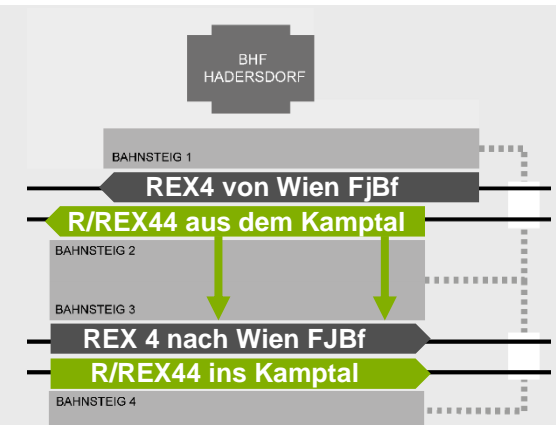 BHF
HADERSDORF
BAHNSTEIG 1
REX4 von Wien FjBf
R/REX44 aus dem Kamptal
BAHNSTEIG 2
BAHNSTEIG 3
REX 4 nach Wien FJBf
R/REX44 ins Kamptal
BAHNSTEIG 4